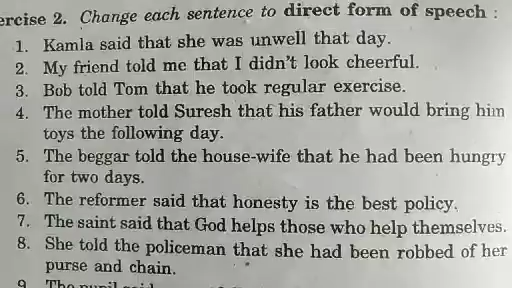 ercise 2. Change each sentence to direct form of speech :
1. Kamla said that she was unwell that day.
2. My friend told me that I didn't look cheerful.
3. Bob told Tom that he took regular exercise.
4. The mother told Suresh that his father would bring him
toys the following day.
5. The beggar told the house-wife that he had been hungry
for two days.
6. The reformer said that honesty is the best policy.
7. The saint said that God helps those who help themselves.
8. She told the policeman that she had been robbed of her
purse and chain.
9. The pupil said